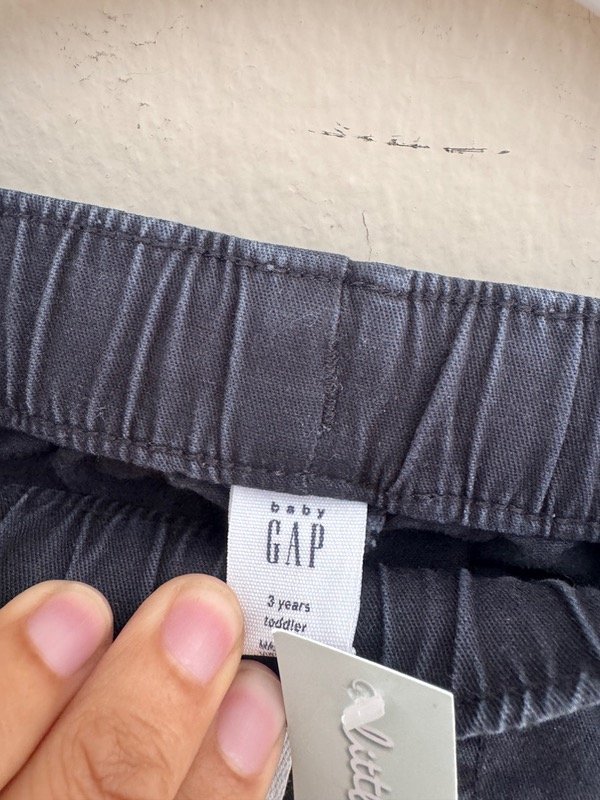 baby
GAP
3 years
toddler